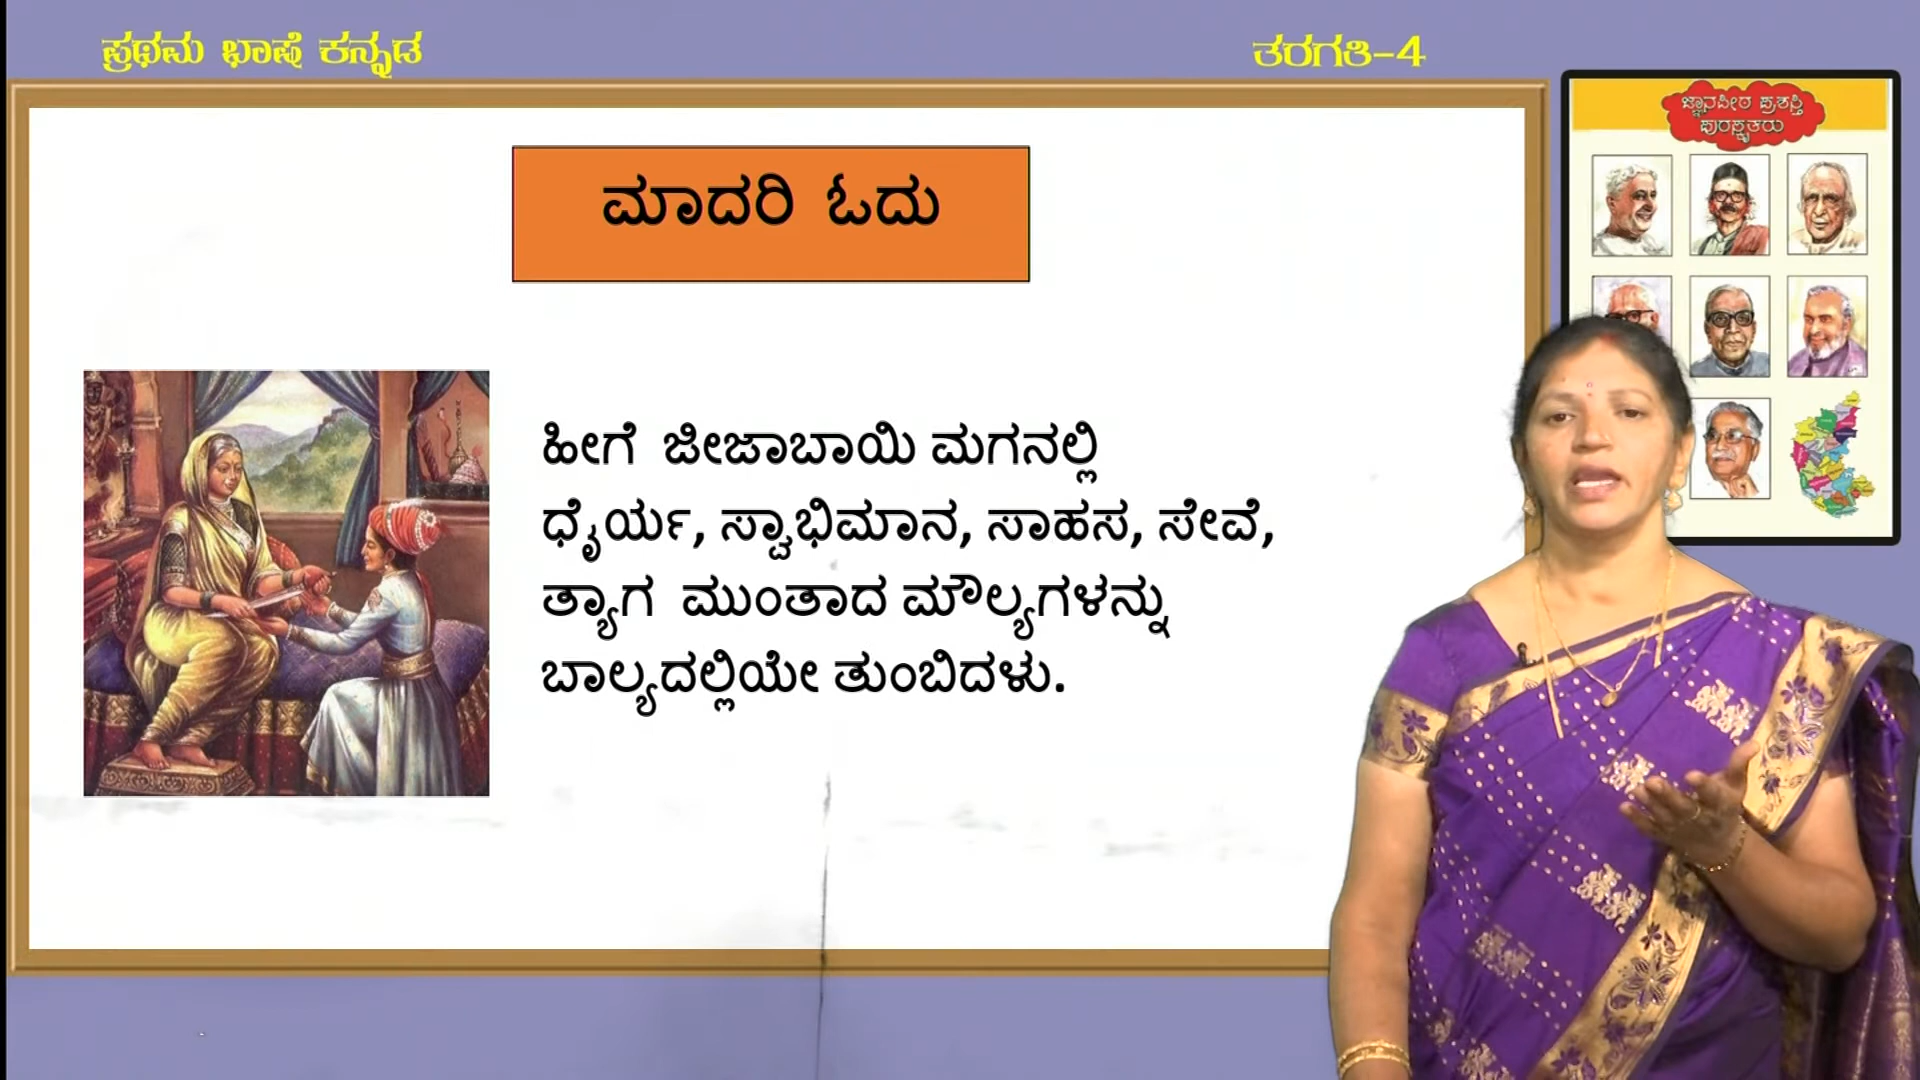 ಪ್ರಥಮ ಭಾಷೆ ಕನ್ನಡ
ತರಗತಿ-4
ಜ್ಞಾನಪೀಠ ಪ್ರಶಸ್ತಿ
ಪುರಸ್ಕೃತರು
ಮಾದರಿ ಓದು
ಹೀಗೆ ಜೀಜಾಬಾಯಿ ಮಗನಲ್ಲಿ
ಧೈರ್ಯ, ಸ್ವಾಭಿಮಾನ, ಸಾಹಸ, ಸೇವೆ,
ತ್ಯಾಗ ಮುಂತಾದ ಮೌಲ್ಯಗಳನ್ನು
ಬಾಲ್ಯದಲ್ಲಿಯೇ ತುಂಬಿದಳು.